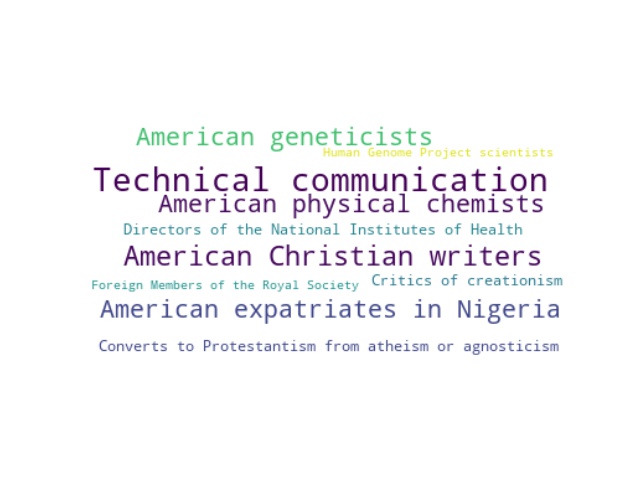 American geneticists
Human Genome Project scientists
Technical communication
American physical chemists
Directors of the National Institutes of Health
American Christian writers
Critics of creationism
Foreign Members of the Royal Society
American expatriates in Nigeria
Converts to Protestantism from atheism or agnosticism